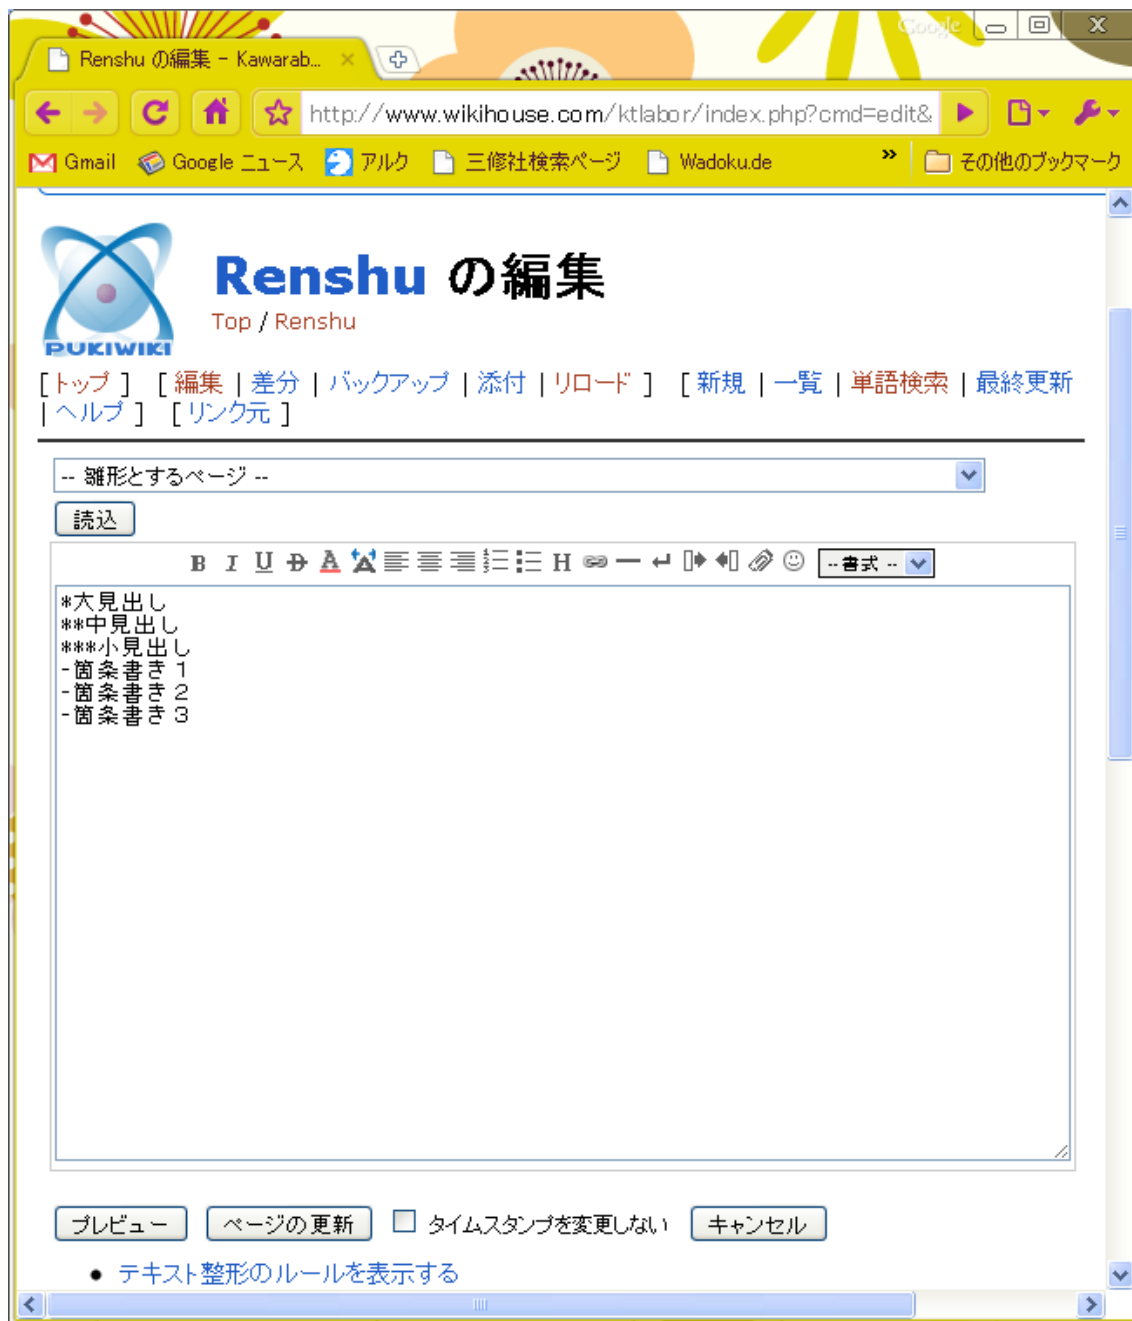 Google
Renshu の編集 - Kawarab...
http://www.wikihouse.com/ktlabor/index.php?cmd=edit&
Gmail Google ニュース アルク 三修社検索ページ Wadoku.de » その他のブックマーク
PUKIWIKI
Renshu の編集
Top / Renshu
[ トップ ] [ 編集 | 差分 | バックアップ | 添付 | リロード ] [ 新規 | 一覧 | 単語検索 | 最終更新
| ヘルプ ] [ リンク元 ]
-- 雛形とするページ --
読込
B I U D A A H -- 書式 --
*大見出し
**中見出し
***小見出し
-箇条書き１
-箇条書き２
-箇条書き３
プレビュー ページの更新 タイムスタンプを変更しない キャンセル
● テキスト整形のルールを表示する